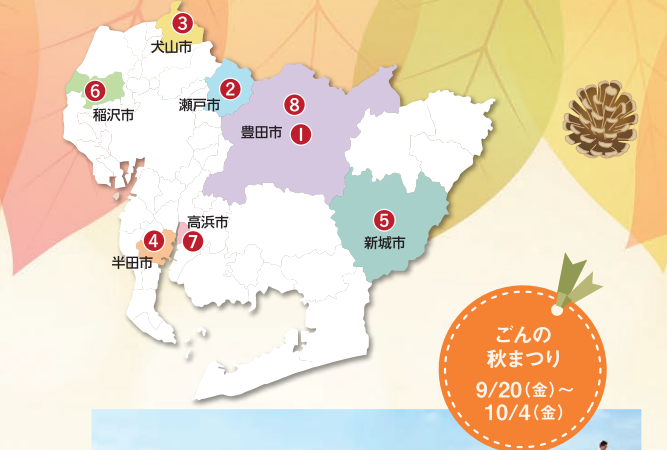 3
犬山市
6
稲沢市
2
瀬戸市
8
豊田市
1
高浜市
4
7
半田市
5
新城市
ごんの
秋まつり
9/20(金)～
10/4(金)